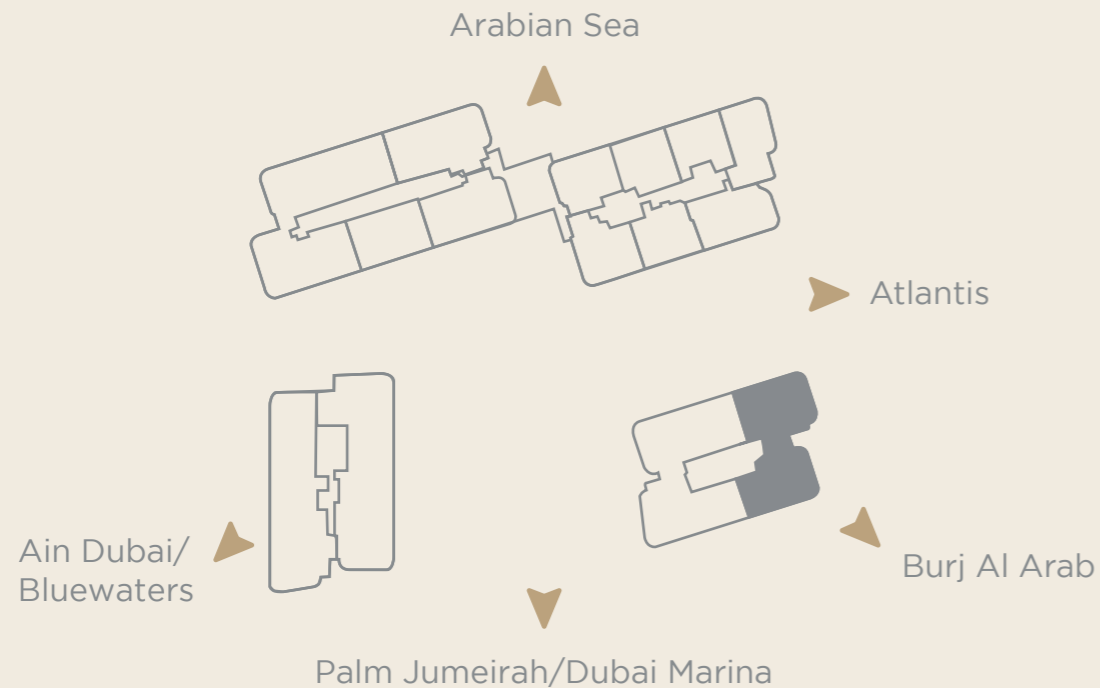 Arabian Sea
Atlantis
Ain Dubai/
Bluewaters
Burj Al Arab
Palm Jumeirah/Dubai Marina